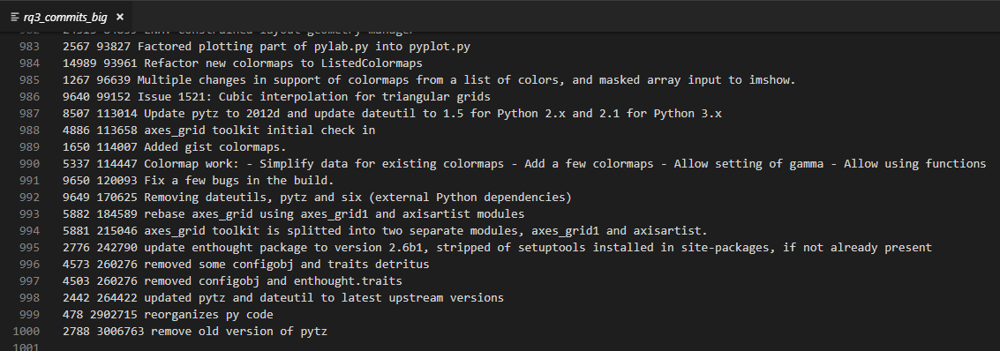 rq3_commits_big
983 2567 93827 Factored plotting part of pylab.py into pyplot.py
984 14989 93961 Refactor new colormaps to ListedColormaps
985 1267 96639 Multiple changes in support of colormaps from a list of colors, and masked array input to imshow.
986 9640 99152 Issue 1521: Cubic interpolation for triangular grids
987 8507 113014 Update pytz to 2012d and update dateutil to 1.5 for Python 2.x and 2.1 for Python 3.x
988 4886 113658 axes_grid toolkit initial check in
989 1650 114007 Added gist colormaps.
990 5337 114447 Colormap work: - Simplify data for existing colormaps - Add a few colormaps - Allow setting of gamma - Allow using functions
991 9650 120093 Fix a few bugs in the build.
992 9649 170625 Removing dateutils, pytz and six (external Python dependencies)
993 5882 184589 rebase axes_grid using axes_grid1 and axisartist modules
994 5881 215046 axes_grid toolkit is splitted into two separate modules, axes_grid1 and axisartist.
995 2776 242790 update enthought package to version 2.6b1, stripped of setuptools installed in site-packages, if not already present
996 4573 260276 removed some configobj and traits detritus
997 4503 260276 removed configobj and enthought.traits
998 2442 264422 updated pytz and dateutil to latest upstream versions
999 478 2902715 reorganizes py code
1000 2788 3006763 remove old version of pytz
1001